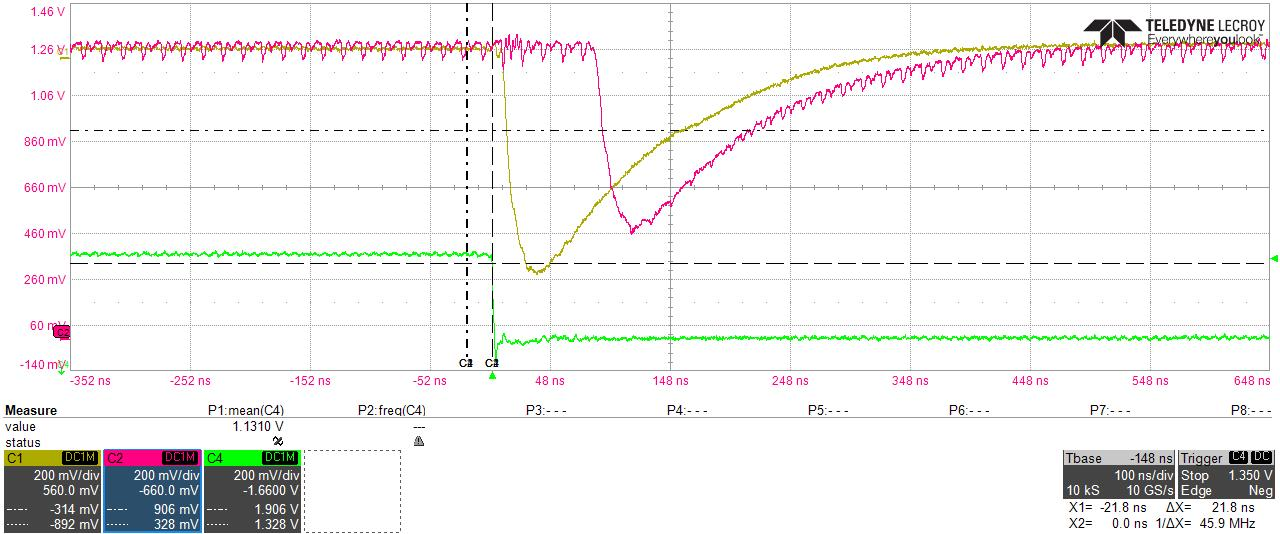 1.46 V
TELEDYNE LECROY
Everywhereyoulook™
1.26 V
C1
1.06 V
860 mV
660 mV
460 mV
260 mV
60 mV
C2
-140 mV
C4
-352 ns -252 ns -152 ns -52 ns 48 ns 148 ns 248 ns 348 ns 448 ns 548 ns 648 ns
Measure P1:mean(C4) P2:freq(C4) P3:- - - P4:- - - P5:- - - P6:- - - P7:- - - P8:- - -
value 1.1310 V ---
status
C1 DC1M C2 DC1M C4 DC1M
200 mV/div 200 mV/div 200 mV/div
560.0 mV -660.0 mV -1.6600 V
-314 mV 906 mV 1.906 V
-892 mV 328 mV 1.328 V
Tbase -148 ns Trigger C4 DC
100 ns/div Stop 1.350 V
10 kS 10 GS/s Edge Neg
X1= -21.8 ns ΔX= 21.8 ns
X2= 0.0 ns 1/ΔX= 45.9 MHz